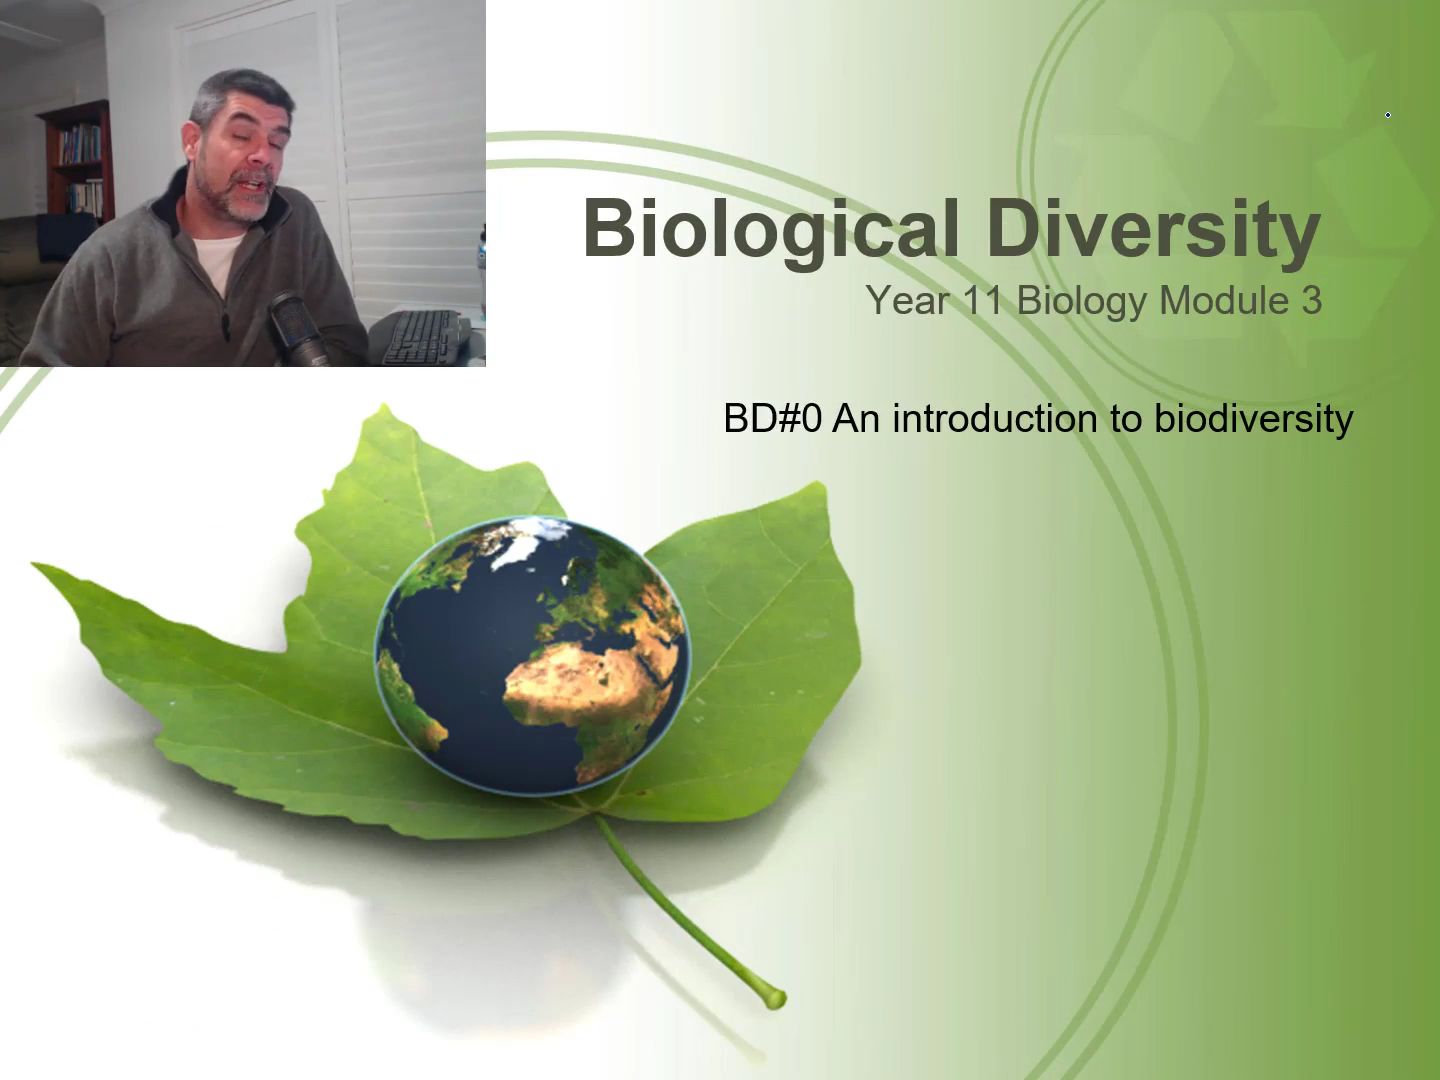 Biological Diversity
Year 11 Biology Module 3
BD#0 An introduction to biodiversity